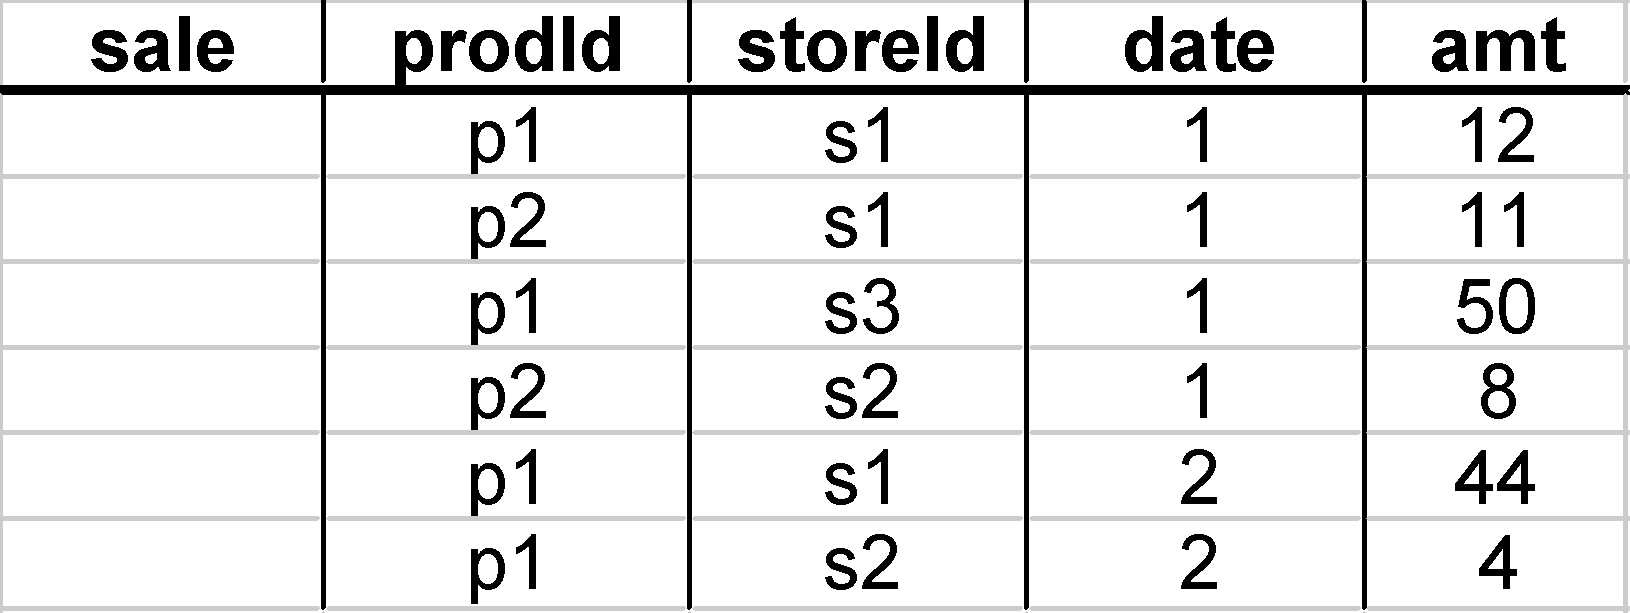 sale prodId storeId date amt
p1 s1 1 12
p2 s1 1 11
p1 s3 1 50
p2 s2 1 8
p1 s1 2 44
p1 s2 2 4